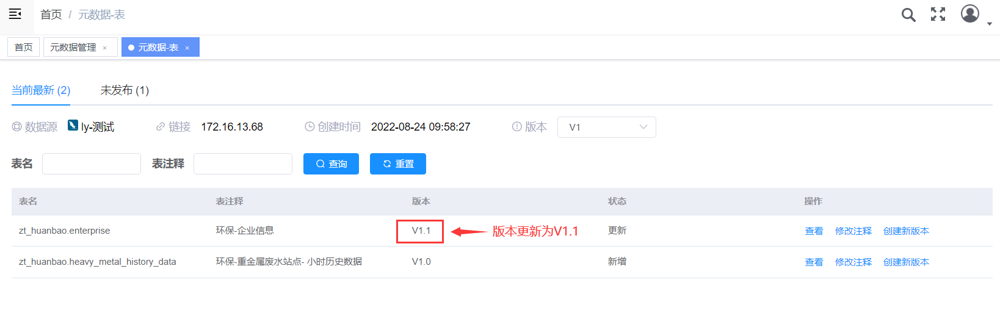 首页 / 元数据-表
首页 元数据管理 × 元数据-表 ×
当前最新 (2) 未发布 (1)
数据源 ly-测试 链接 172.16.13.68 创建时间 2022-08-24 09:58:27 版本 V1
表名 表注释 查询 重置
表名 表注释 版本 状态 操作
zt_huanbao.enterprise 环保-企业信息 V1.1 版本更新为V1.1 更新 查看 修改注释 创建新版本
zt_huanbao.heavy_metal_history_data 环保-重金属废水站点- 小时历史数据 V1.0 新增 查看 修改注释 创建新版本